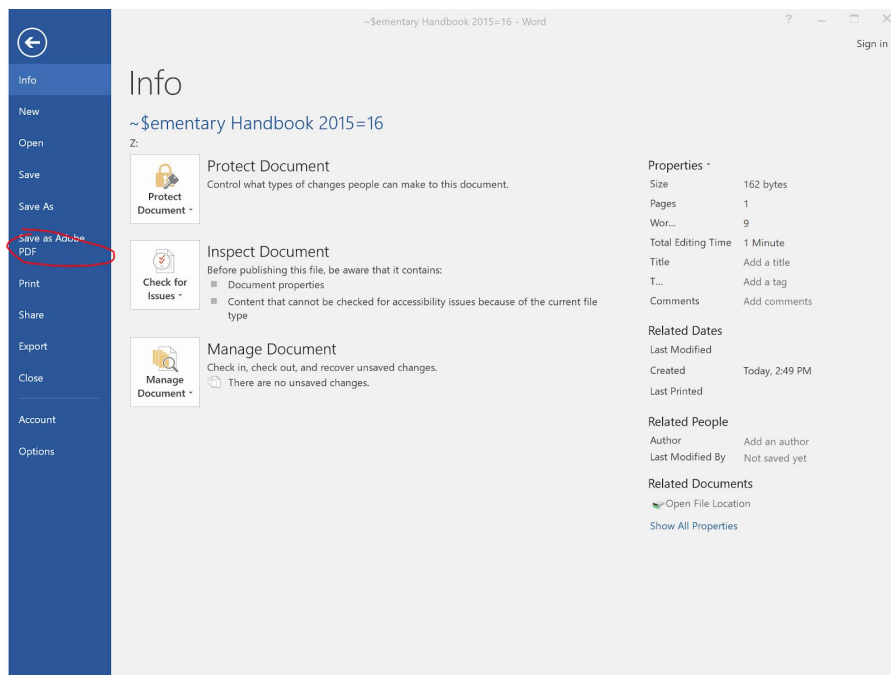 ~$ementary Handbook 2015=16 - Word
?
Sign in
Info
New
Open
Save
Save As
Save as Adobe
PDF
Print
Share
Export
Close
Account
Options
Info
~$ementary Handbook 2015=16
Z:
Protect
Document
Protect Document
Control what types of changes people can make to this document.
Check for
Issues
Inspect Document
Before publishing this file, be aware that it contains:
Document properties
Content that cannot be checked for accessibility issues because of the current file
type
Manage
Document
Manage Document
Check in, check out, and recover unsaved changes.
There are no unsaved changes.
Properties
Size 162 bytes
Pages 1
Wor... 9
Total Editing Time 1 Minute
Title Add a title
T... Add a tag
Comments Add comments
Related Dates
Last Modified
Created Today, 2:49 PM
Last Printed
Related People
Author Add an author
Last Modified By Not saved yet
Related Documents
Open File Location
Show All Properties